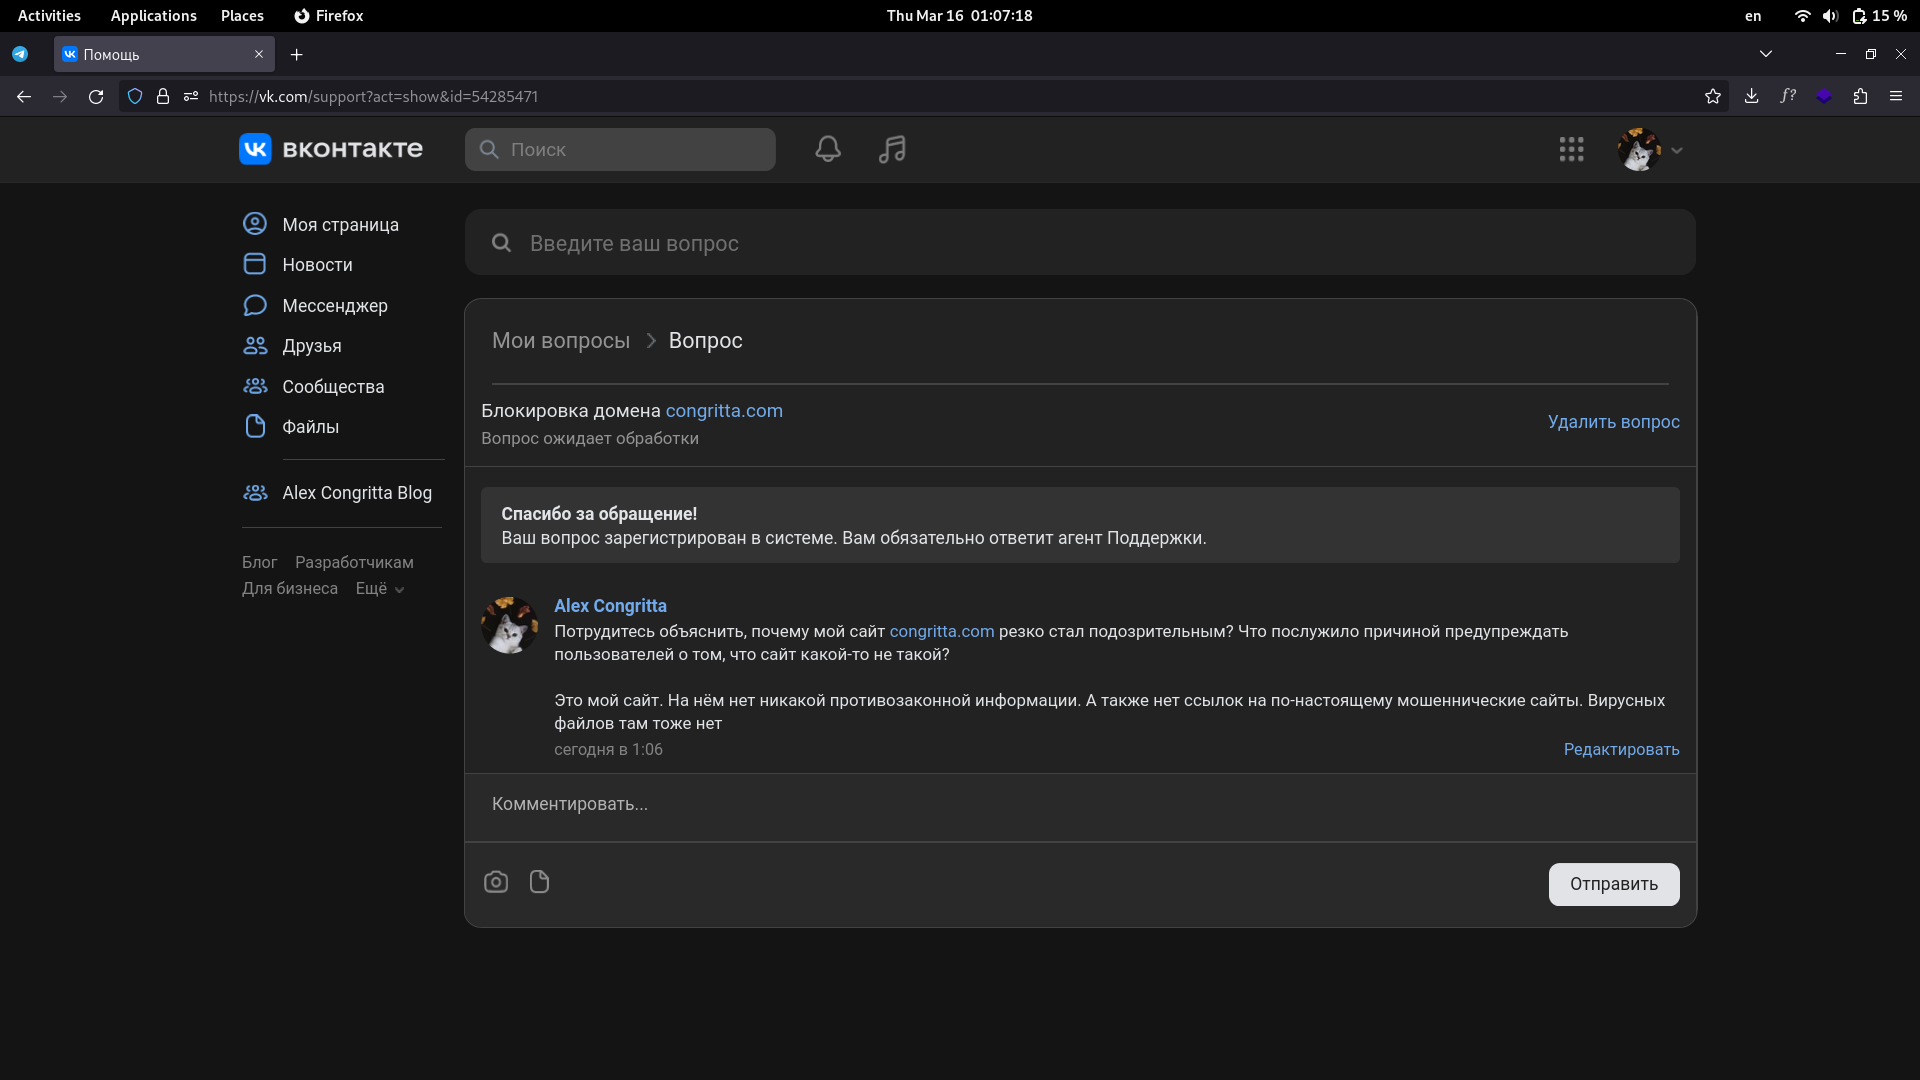 Activities Applications Places Firefox Thu Mar 16 01:07:18 en 15 %
Помощь
https://vk.com/support?act=show&id=54285471
вконтакте Поиск
Моя страница
Новости
Мессенджер
Друзья
Сообщества
Файлы
Alex Congritta Blog
Блог Разработчикам
Для бизнеса Ещё
Введите ваш вопрос
Мои вопросы Вопрос
Блокировка домена congritta.com
Вопрос ожидает обработки
Удалить вопрос
Спасибо за обращение!
Ваш вопрос зарегистрирован в системе. Вам обязательно ответит агент Поддержки.
Alex Congritta
Потрудитесь объяснить, почему мой сайт congritta.com резко стал подозрительным? Что послужило причиной предупреждать
пользователей о том, что сайт какой-то не такой?
Это мой сайт. На нём нет никакой противозаконной информации. А также нет ссылок на по-настоящему мошеннические сайты. Вирусных
файлов там тоже нет
сегодня в 1:06 Редактировать
Комментировать...
Отправить